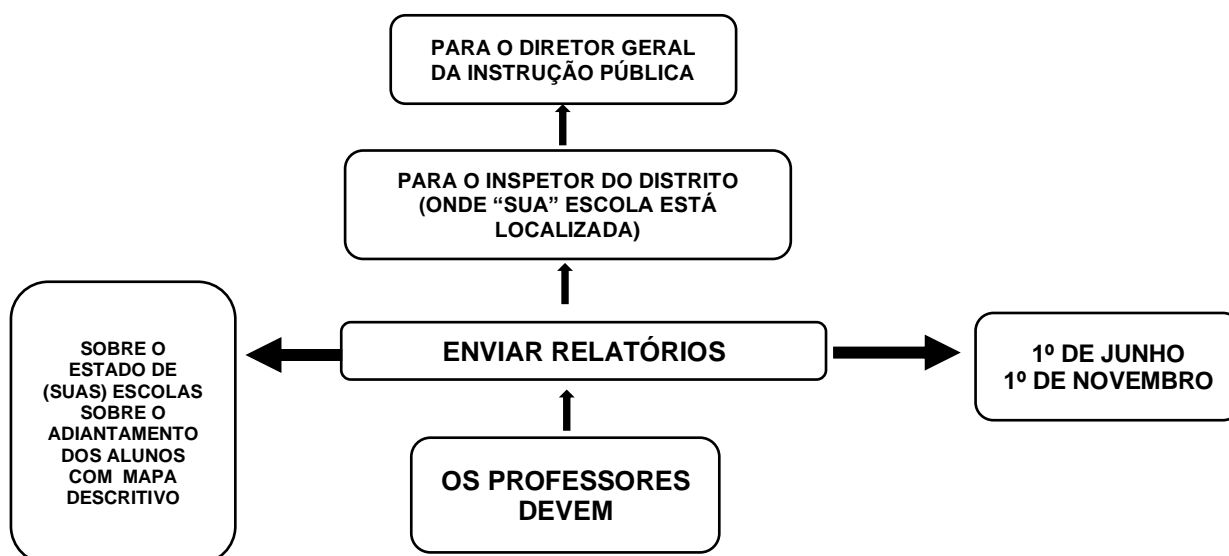 PARA O DIRETOR GERAL
DA INSTRUÇÃO PÚBLICA
PARA O INSPETOR DO DISTRITO
(ONDE “SUA” ESCOLA ESTÁ
LOCALIZADA)
SOBRE O
ESTADO DE
(SUAS) ESCOLAS
SOBRE O
ADIANTAMENTO
DOS ALUNOS
COM MAPA
DESCRITIVO
ENVIAR RELATÓRIOS
1º DE JUNHO
1º DE NOVEMBRO
OS PROFESSORES
DEVEM